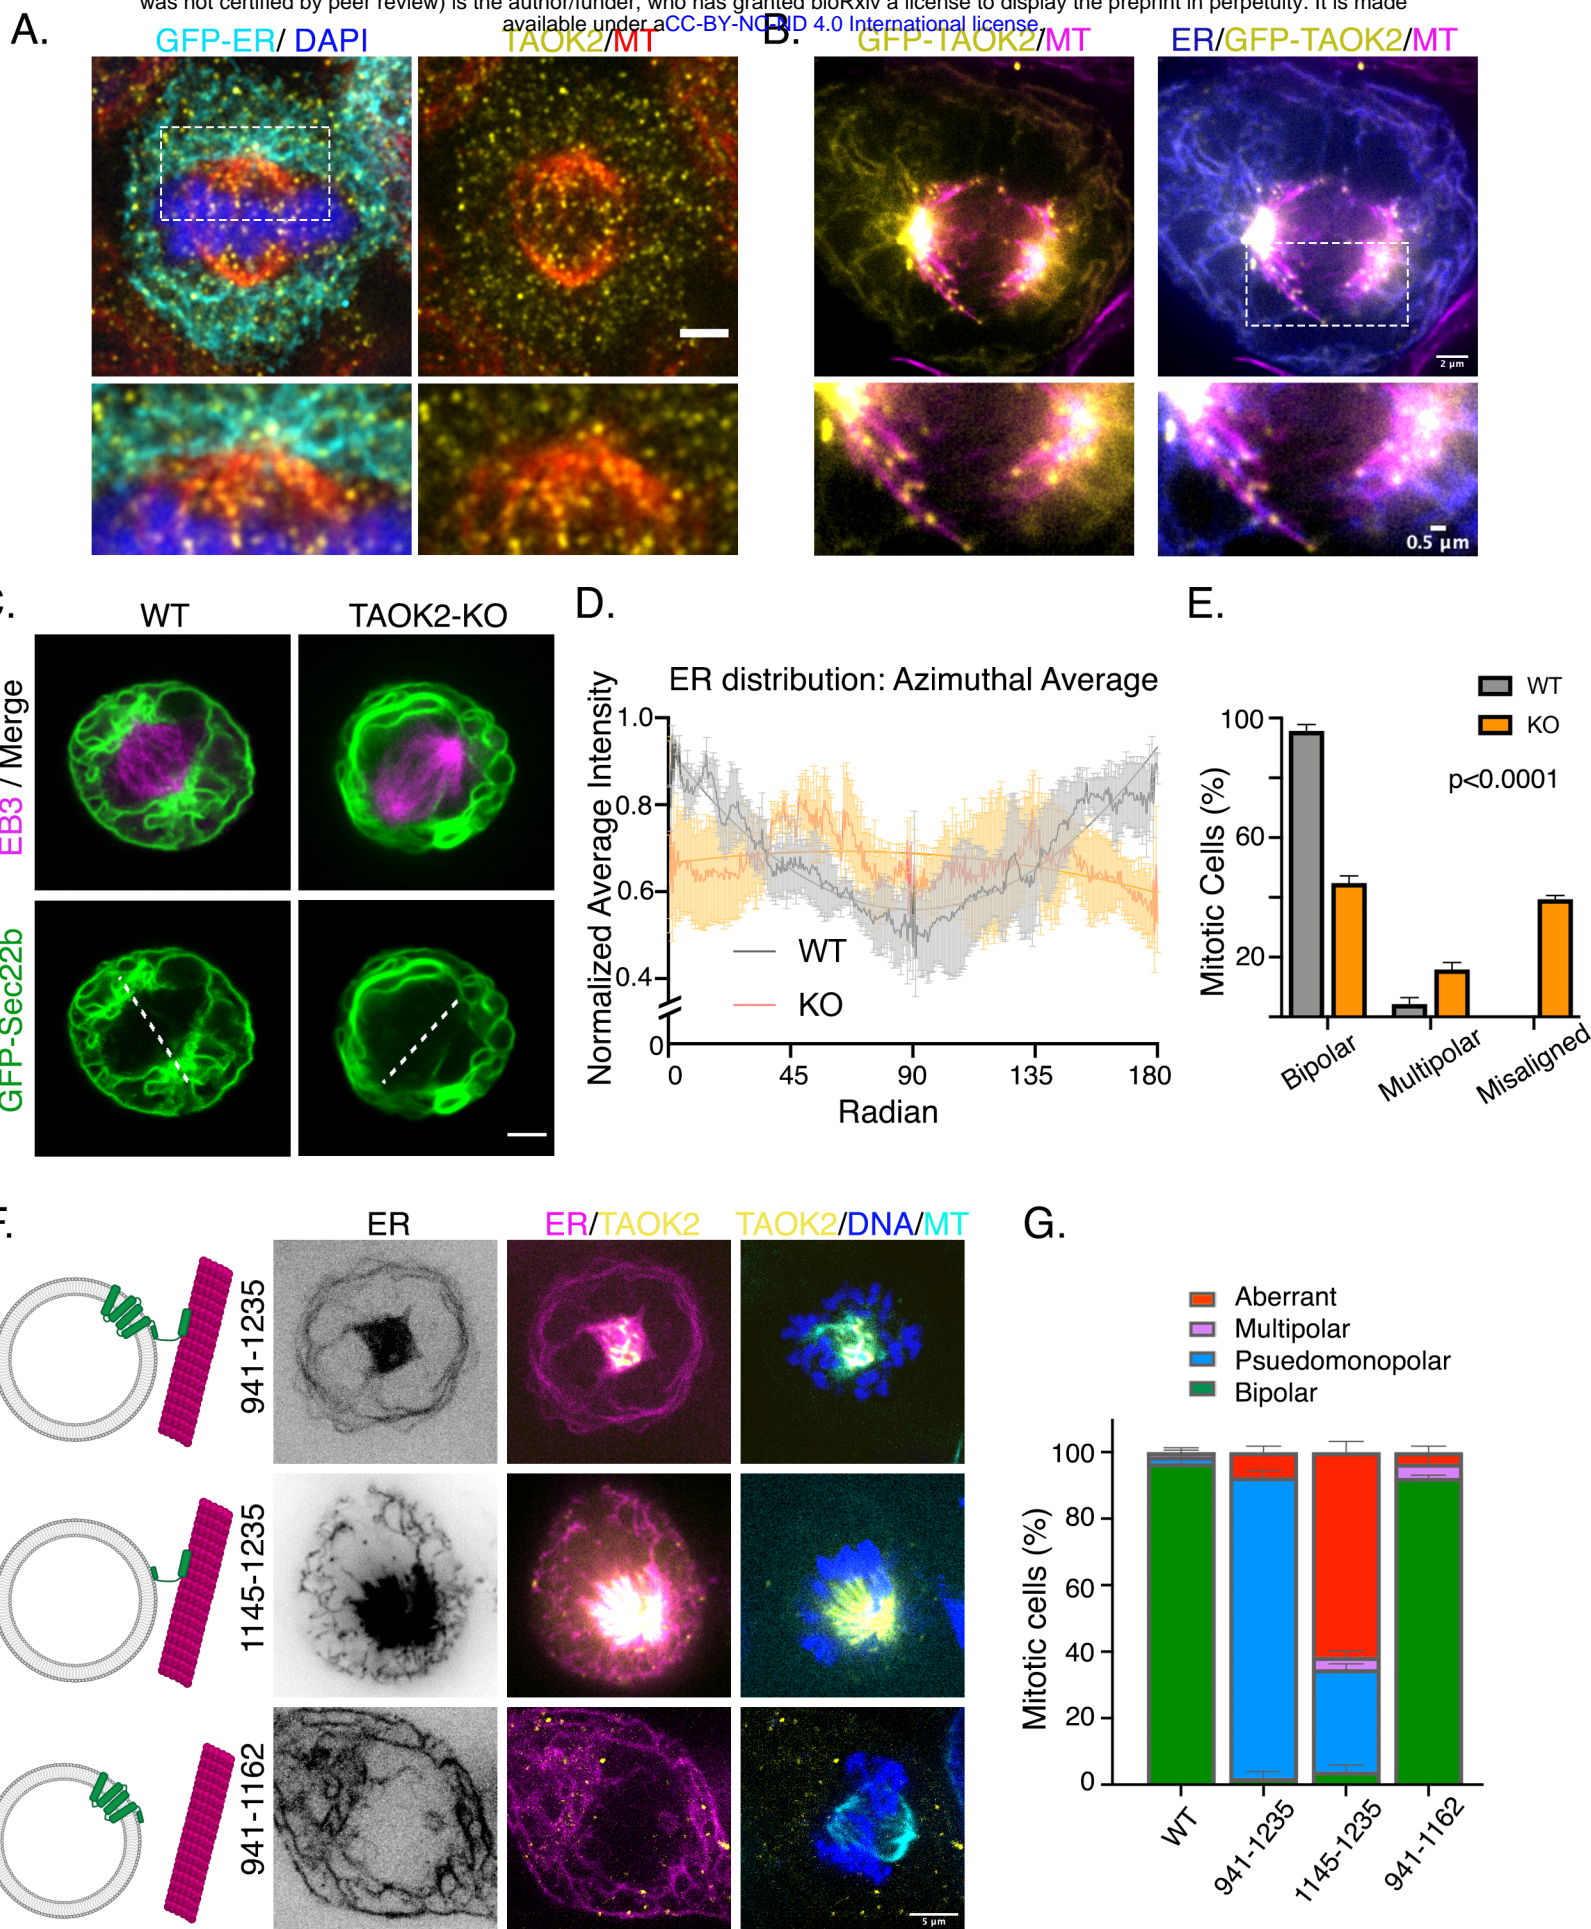 was not certified by peer review) is the author/funder, who has granted bioRxiv a license to display the preprint in perpetuity. It is made
available under aCC-BY-NC-ND 4.0 International license.
A.
GFP-ER/ DAPI
TAOK2/MT
B.
GFP-TAOK2/MT
ER/GFP-TAOK2/MT
2 µm
0.5 µm
C.
WT
TAOK2-KO
EB3 / Merge
GFP-Sec22b
D.
ER distribution: Azimuthal Average
Normalized Average Intensity
1.0
0.8
0.6
0.4
0
WT
KO
0 45 90 135 180
Radian
E.
WT
KO
p<0.0001
Mitotic Cells (%)
100
60
20
Bipolar
Multipolar
Misaligned
F.
ER
ER/TAOK2
TAOK2/DNA/MT
941-1235
1145-1235
941-1162
5 µm
G.
Aberrant
Multipolar
Psuedomonopolar
Bipolar
Mitotic cells (%)
100
80
60
40
20
0
WT
941-1235
1145-1235
941-1162